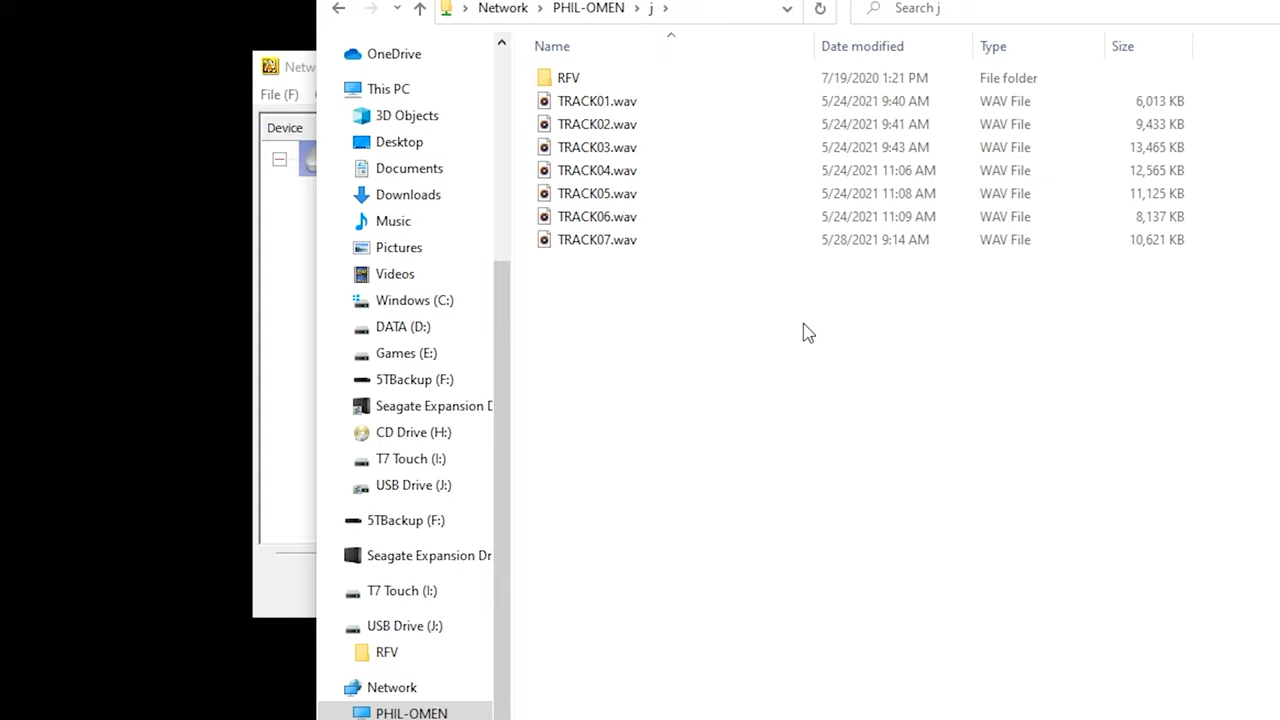 Network PHIL-OMEN j Search j
Netw
File (F)
Device
OneDrive
This PC
3D Objects
Desktop
Documents
Downloads
Music
Pictures
Videos
Windows (C:)
DATA (D:)
Games (E:)
5TBackup (F:)
Seagate Expansion D
CD Drive (H:)
T7 Touch (I:)
USB Drive (J:)
5TBackup (F:)
Seagate Expansion Dr
T7 Touch (I:)
USB Drive (J:)
RFV
Network
PHIL-OMEN
Name Date modified Type Size
RFV 7/19/2020 1:21 PM File folder
TRACK01.wav 5/24/2021 9:40 AM WAV File 6,013 KB
TRACK02.wav 5/24/2021 9:41 AM WAV File 9,433 KB
TRACK03.wav 5/24/2021 9:43 AM WAV File 13,465 KB
TRACK04.wav 5/24/2021 11:06 AM WAV File 12,565 KB
TRACK05.wav 5/24/2021 11:08 AM WAV File 11,125 KB
TRACK06.wav 5/24/2021 11:09 AM WAV File 8,137 KB
TRACK07.wav 5/28/2021 9:14 AM WAV File 10,621 KB